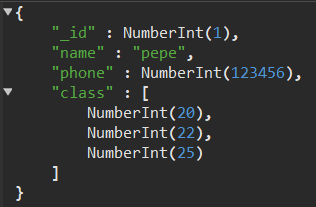 {
"_id" : NumberInt(1),
"name" : "pepe",
"phone" : NumberInt(123456),
"class" : [
NumberInt(20),
NumberInt(22),
NumberInt(25)
]
}